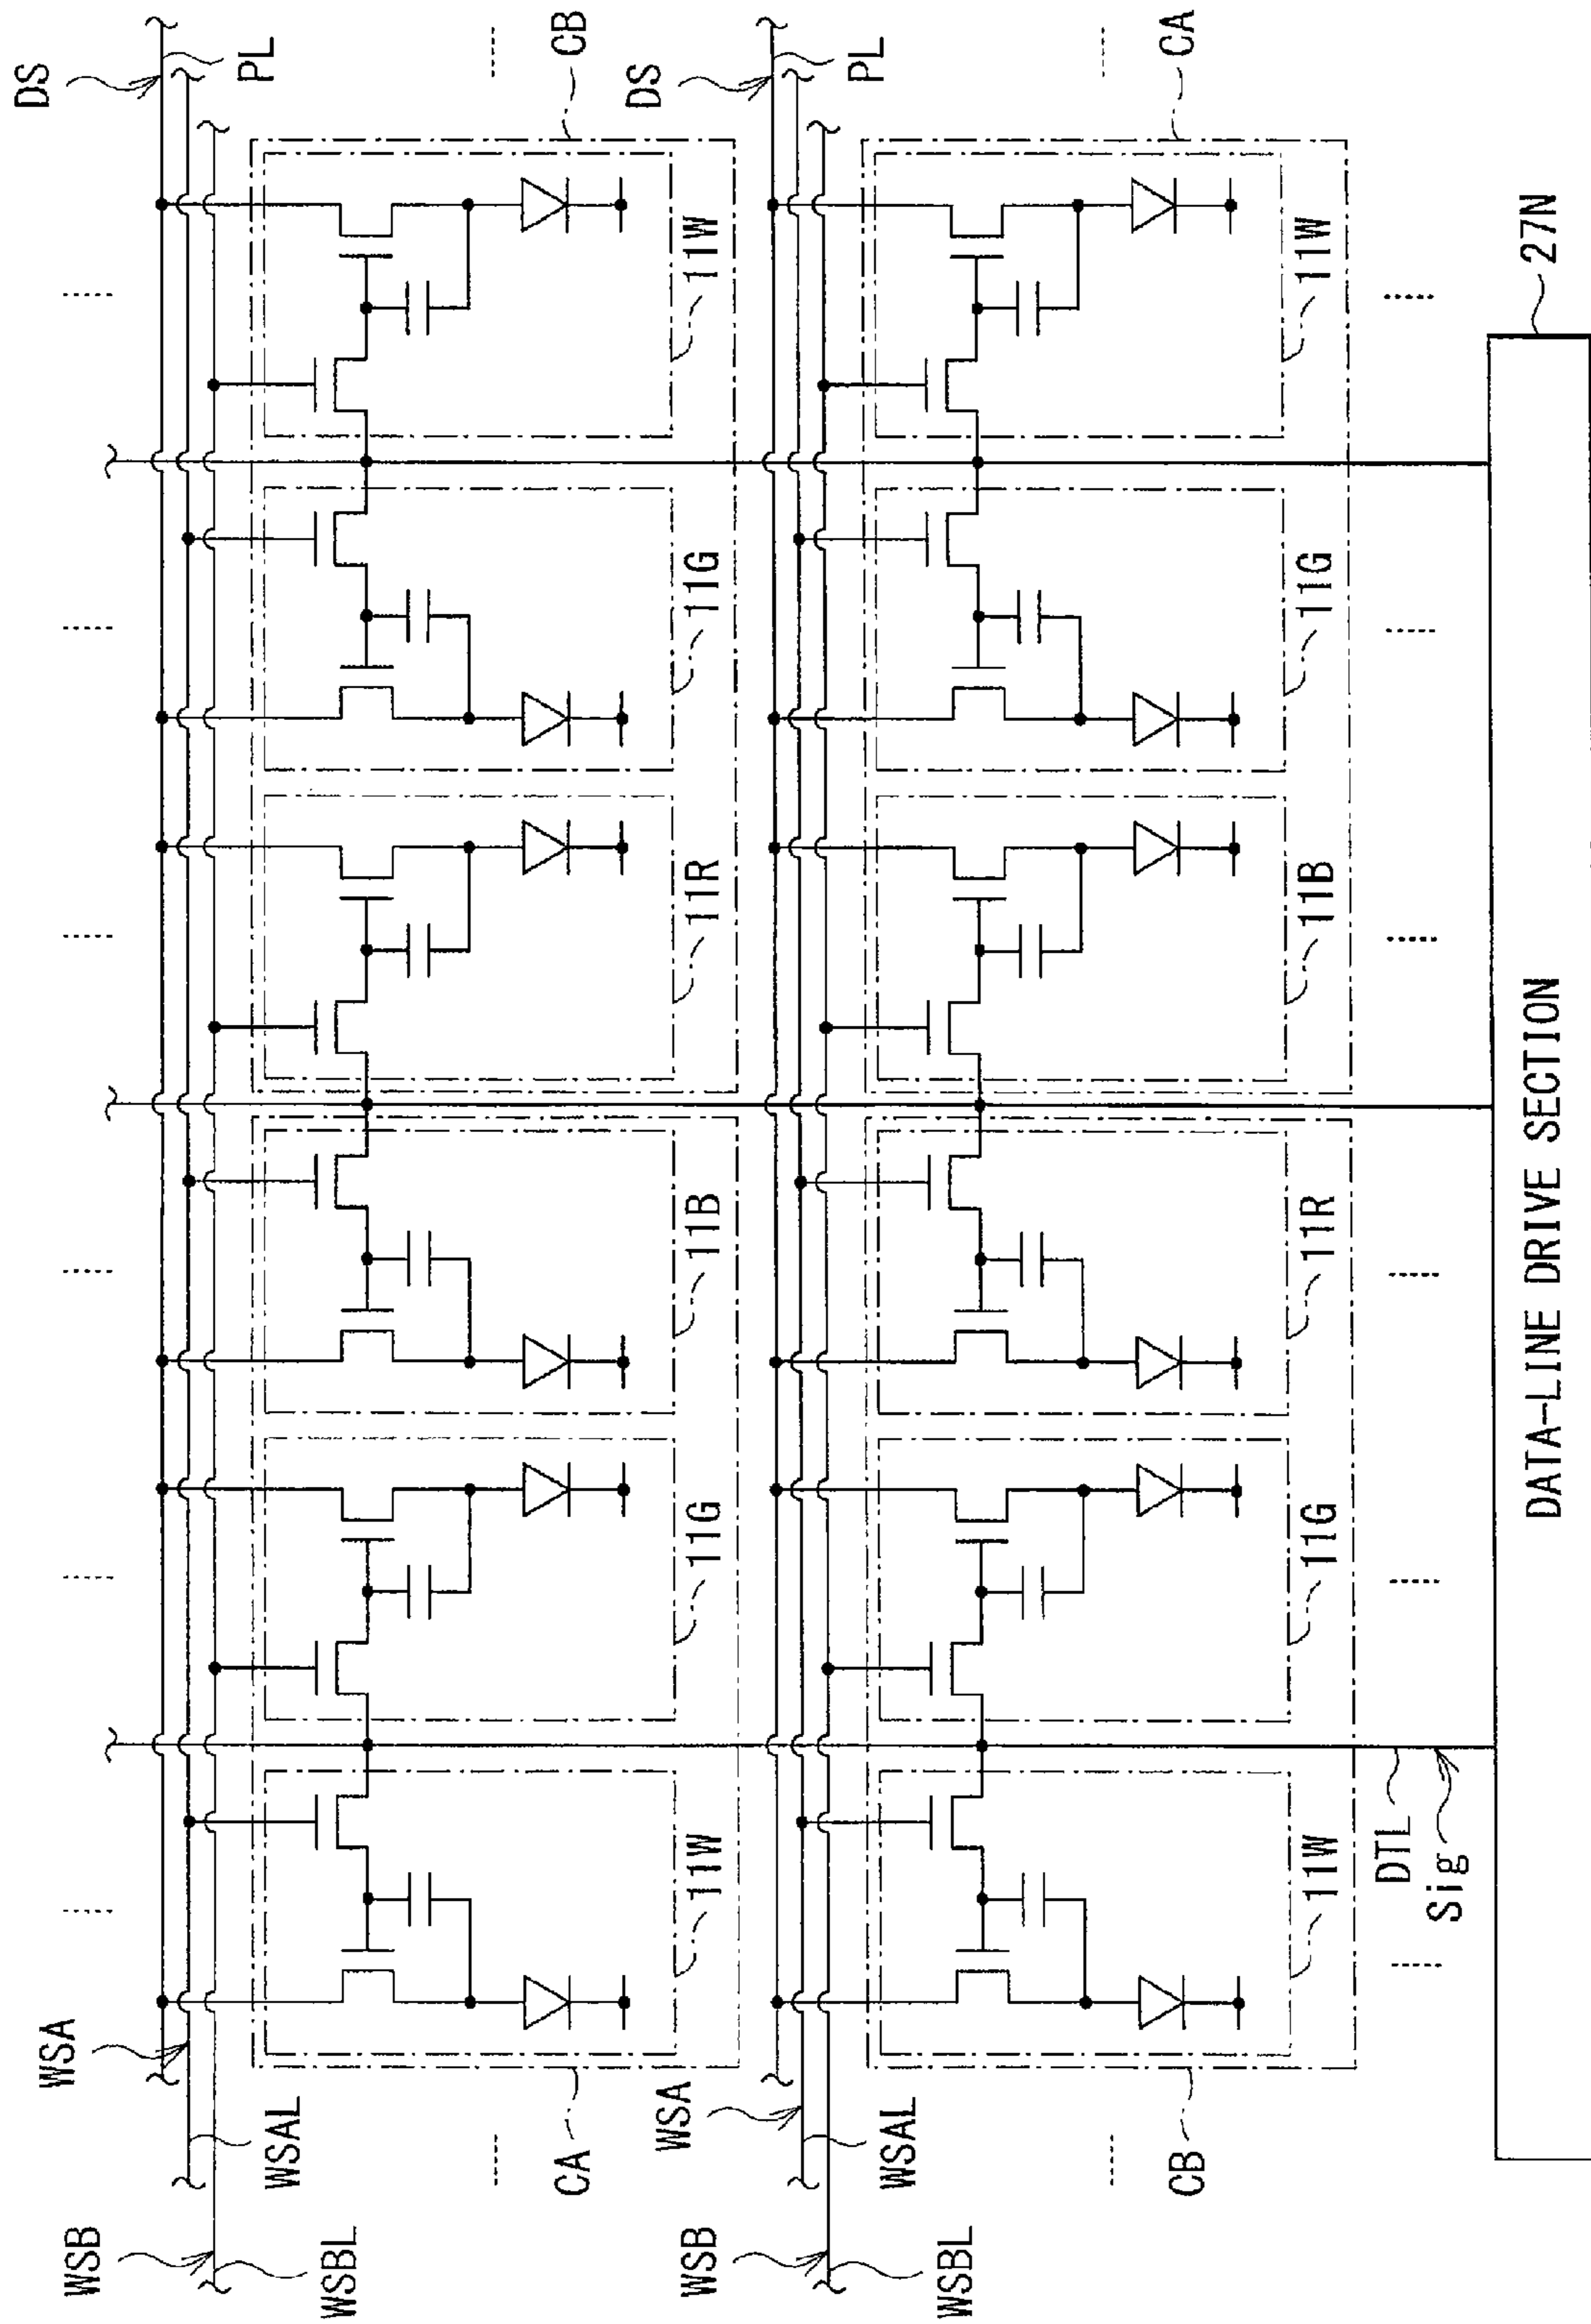 WSB
WSBL
WSA
WSAL
DS
PL
CA
11W
11G
11B
11R
11G
11W
CB
WSB
WSBL
WSA
WSAL
DS
PL
CB
11W
11G
11R
11B
11G
11W
CA
DTL
Sig
DATA-LINE DRIVE SECTION
27N